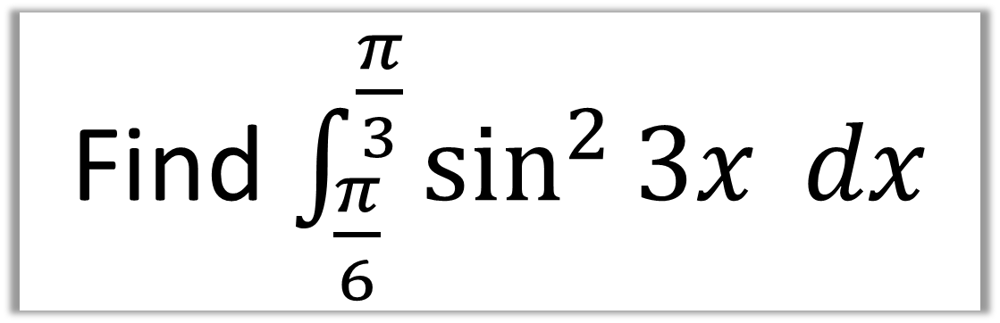 Find ∫_{π/6}^{π/3} sin² 3x dx